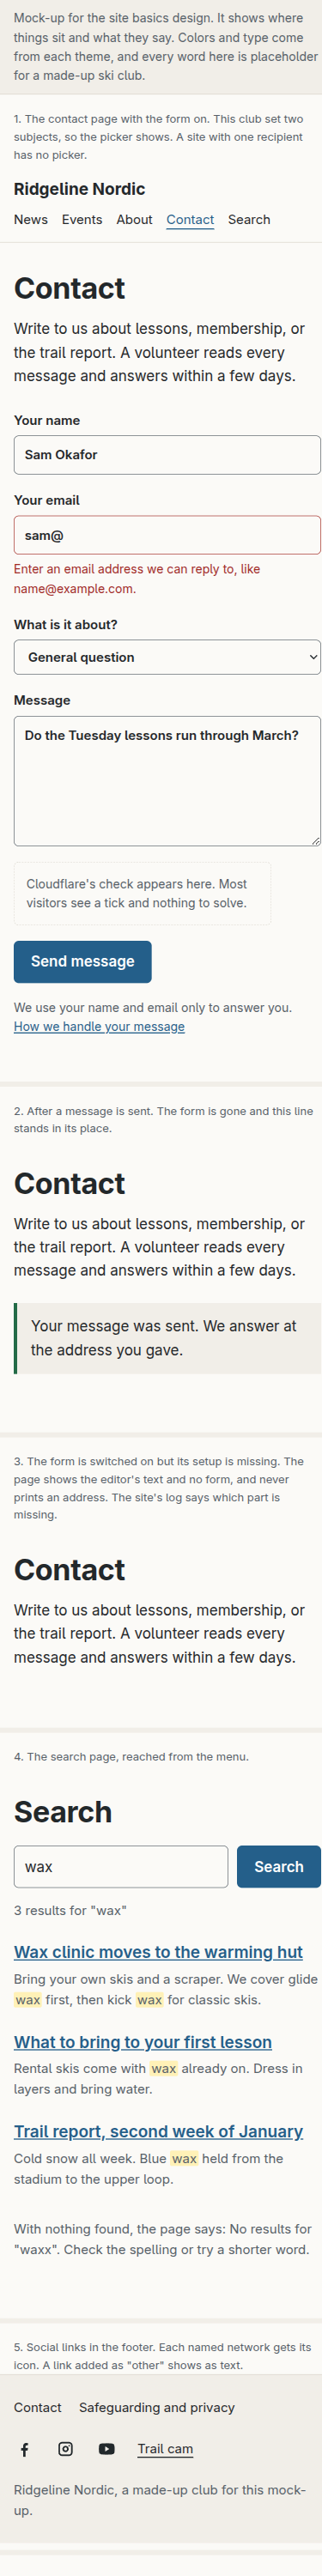 Mock-up for the site basics design. It shows where
things sit and what they say. Colors and type come
from each theme, and every word here is placeholder
for a made-up ski club.
1. The contact page with the form on. This club set two
subjects, so the picker shows. A site with one recipient
has no picker.
Ridgeline Nordic
News Events About Contact Search
Contact
Write to us about lessons, membership, or
the trail report. A volunteer reads every
message and answers within a few days.
Your name
Sam Okafor
Your email
sam@
Enter an email address we can reply to, like
name@example.com.
What is it about?
General question
Message
Do the Tuesday lessons run through March?
Cloudflare's check appears here. Most
visitors see a tick and nothing to solve.
Send message
We use your name and email only to answer you.
How we handle your message
2. After a message is sent. The form is gone and this line
stands in its place.
Contact
Write to us about lessons, membership, or
the trail report. A volunteer reads every
message and answers within a few days.
Your message was sent. We answer at
the address you gave.
3. The form is switched on but its setup is missing. The
page shows the editor's text and no form, and never
prints an address. The site's log says which part is
missing.
Contact
Write to us about lessons, membership, or
the trail report. A volunteer reads every
message and answers within a few days.
4. The search page, reached from the menu.
Search
wax Search
3 results for "wax"
Wax clinic moves to the warming hut
Bring your own skis and a scraper. We cover glide
wax first, then kick wax for classic skis.
What to bring to your first lesson
Rental skis come with wax already on. Dress in
layers and bring water.
Trail report, second week of January
Cold snow all week. Blue wax held from the
stadium to the upper loop.
With nothing found, the page says: No results for
"waxx". Check the spelling or try a shorter word.
5. Social links in the footer. Each named network gets its
icon. A link added as "other" shows as text.
Contact Safeguarding and privacy
Trail cam
Ridgeline Nordic, a made-up club for this mock-
up.